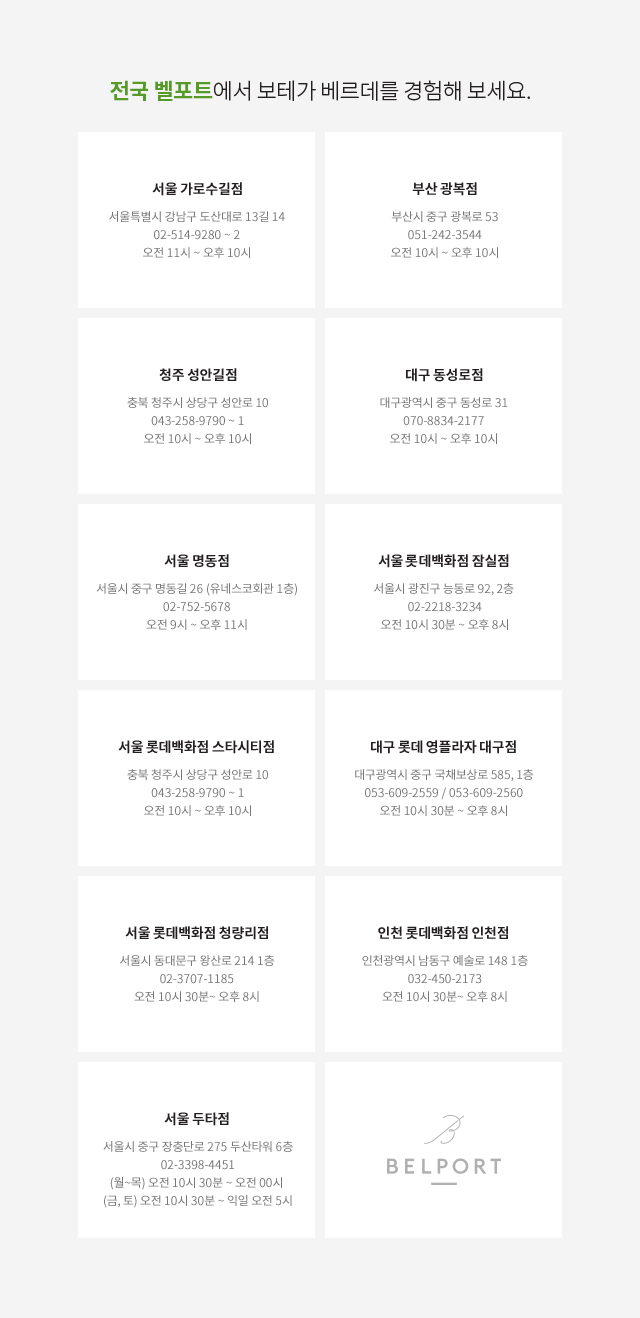 전국 벨포트에서 보테가 베르데를 경험해 보세요.
서울 가로수길점
서울특별시 강남구 도산대로 13길 14
02-514-9280 ~ 2
오전 11시 ~ 오후 10시
부산 광복점
부산시 중구 광복로 53
051-242-3544
오전 10시 ~ 오후 10시
청주 성안길점
충북 청주시 상당구 성안로 10
043-258-9790 ~ 1
오전 10시 ~ 오후 10시
대구 동성로점
대구광역시 중구 동성로 31
070-8834-2177
오전 10시 ~ 오후 10시
서울 명동점
서울시 중구 명동길 26 (유네스코회관 1층)
02-752-5678
오전 9시 ~ 오후 11시
서울 롯데백화점 잠실점
서울시 광진구 능동로 92, 2층
02-2218-3234
오전 10시 30분 ~ 오후 8시
서울 롯데백화점 스타시티점
충북 청주시 상당구 성안로 10
043-258-9790 ~ 1
오전 10시 ~ 오후 10시
대구 롯데 영플라자 대구점
대구광역시 중구 국채보상로 585, 1층
053-609-2559 / 053-609-2560
오전 10시 30분 ~ 오후 8시
서울 롯데백화점 청량리점
서울시 동대문구 왕산로 214 1층
02-3707-1185
오전 10시 30분~ 오후 8시
인천 롯데백화점 인천점
인천광역시 남동구 예술로 148 1층
032-450-2173
오전 10시 30분~ 오후 8시
서울 두타점
서울시 중구 장충단로 275 두산타워 6층
02-3398-4451
(월~목) 오전 10시 30분 ~ 오전 00시
(금, 토) 오전 10시 30분 ~ 익일 오전 5시
B
BELPORT